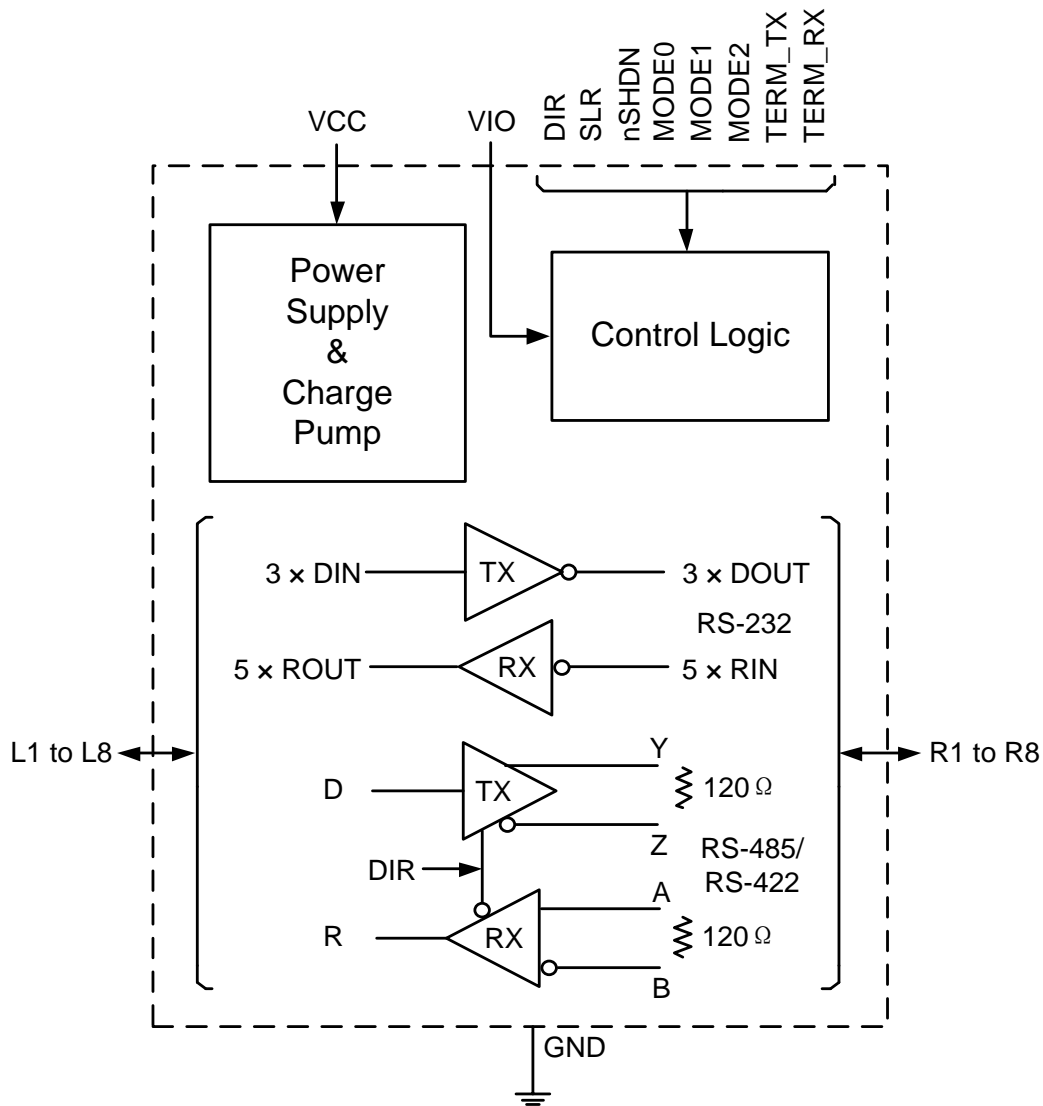 DIR
SLR
nSHDN
MODE0
MODE1
MODE2
TERM_TX
TERM_RX
VCC
VIO
Power
Supply
&
Charge
Pump
Control Logic
3 × DIN
TX
3 × DOUT
RS-232
5 × ROUT
RX
5 × RIN
L1 to L8
R1 to R8
Y
D
TX
120 Ω
Z
RS-485/
RS-422
DIR
A
R
RX
120 Ω
B
GND